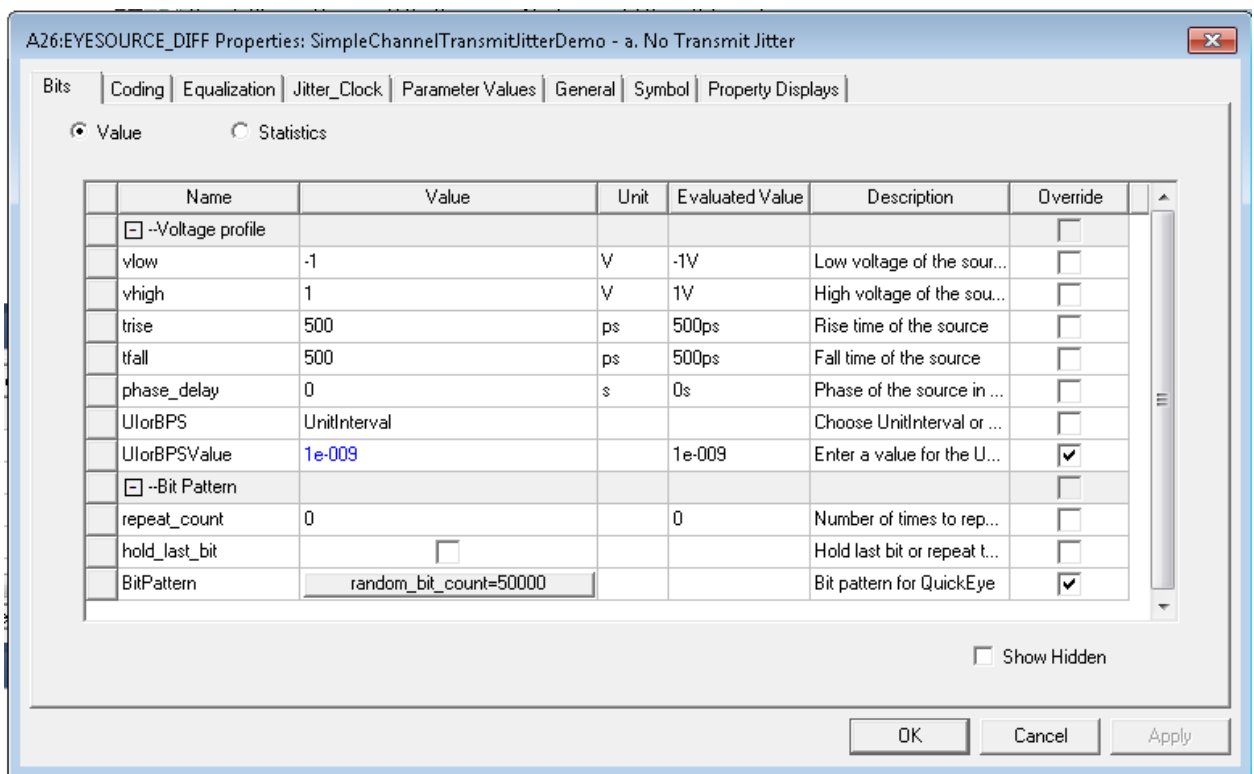 A26:EYESOURCE_DIFF Properties: SimpleChannelTransmitJitterDemo - a. No Transmit Jitter
Bits Coding Equalization Jitter_Clock Parameter Values General Symbol Property Displays
Value Statistics
Name Value Unit Evaluated Value Description Override
--Voltage profile
vlow -1 V -1V Low voltage of the sour...
vhigh 1 V 1V High voltage of the sou...
trise 500 ps 500ps Rise time of the source
tfall 500 ps 500ps Fall time of the source
phase_delay 0 s 0s Phase of the source in ...
UIorBPS UnitInterval Choose UnitInterval or ...
UIorBPSValue 1e-009 1e-009 Enter a value for the U...
--Bit Pattern
repeat_count 0 0 Number of times to rep...
hold_last_bit Hold last bit or repeat t...
BitPattern random_bit_count=50000 Bit pattern for QuickEye
Show Hidden
OK Cancel Apply